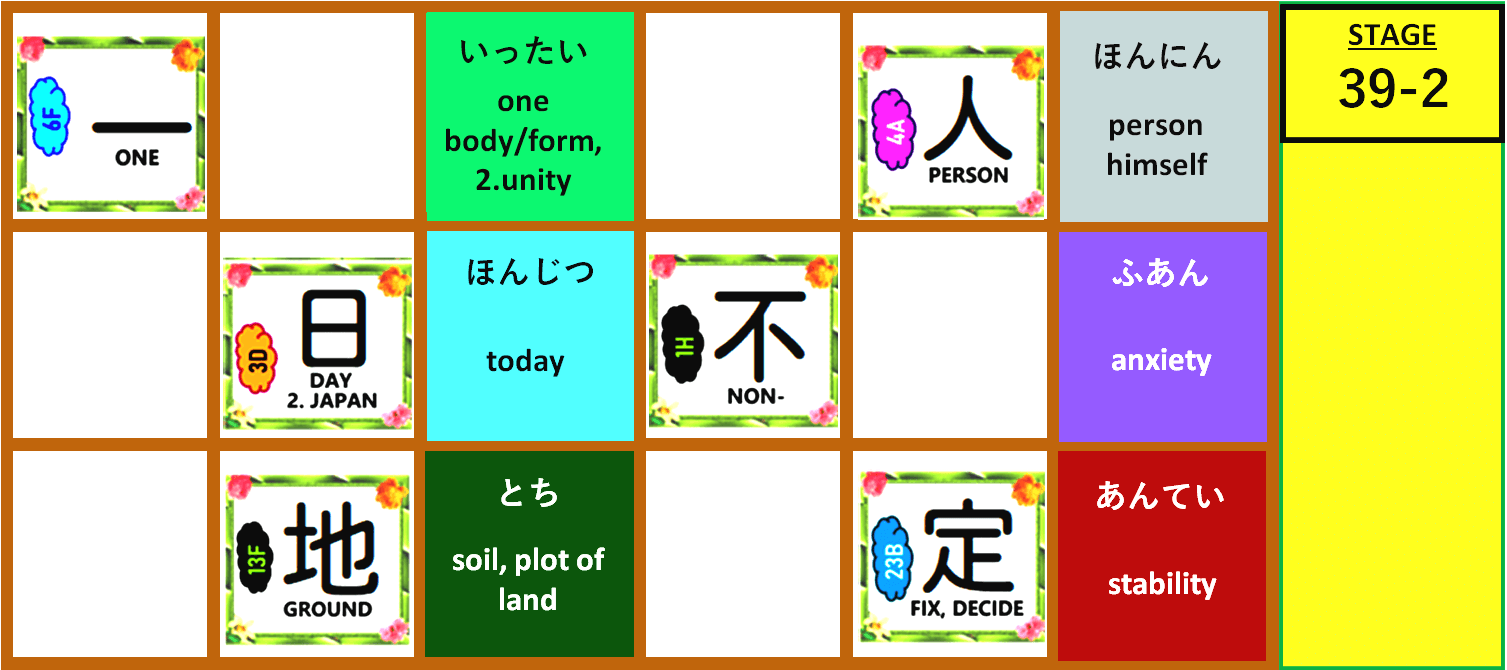 6F
一
ONE
いったい
one
body/form,
2.unity
4A
人
PERSON
ほんにん
person
himself
STAGE
39-2
3D
日
DAY
2. JAPAN
ほんじつ
today
1H
不
NON-
ふあん
anxiety
13F
地
GROUND
とち
soil, plot of
land
23B
定
FIX, DECIDE
あんてい
stability